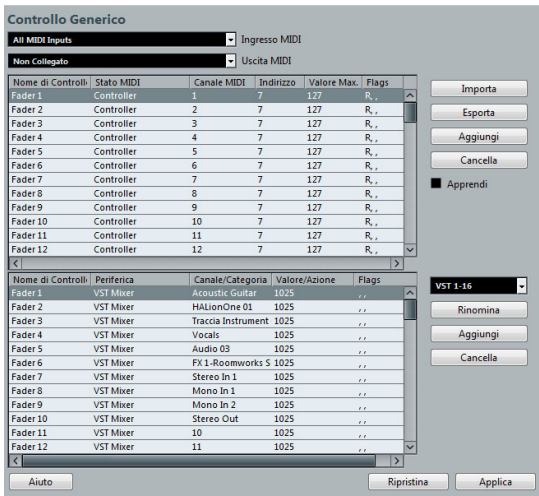 Controllo Generico
All MIDI Inputs Ingresso MIDI
Non Collegato Uscita MIDI
Nome di Controll Stato MIDI Canale MIDI Indirizzo Valore Max. Flags
Fader 1 Controller 1 7 127 R, ,
Fader 2 Controller 2 7 127 R, ,
Fader 3 Controller 3 7 127 R, ,
Fader 4 Controller 4 7 127 R, ,
Fader 5 Controller 5 7 127 R, ,
Fader 6 Controller 6 7 127 R, ,
Fader 7 Controller 7 7 127 R, ,
Fader 8 Controller 8 7 127 R, ,
Fader 9 Controller 9 7 127 R, ,
Fader 10 Controller 10 7 127 R, ,
Fader 11 Controller 11 7 127 R, ,
Fader 12 Controller 12 7 127 R, ,
Importa
Esporta
Aggiungi
Cancella
Apprendi
Nome di Controll Periferica Canale/Categoria Valore/Azione Flags
Fader 1 VST Mixer Acoustic Guitar 1025 , ,
Fader 2 VST Mixer HALionOne 01 1025 , ,
Fader 3 VST Mixer Traccia Instrument 1025 , ,
Fader 4 VST Mixer Vocals 1025 , ,
Fader 5 VST Mixer Audio 03 1025 , ,
Fader 6 VST Mixer FX 1-Roomworks S 1025 , ,
Fader 7 VST Mixer Stereo In 1 1025 , ,
Fader 8 VST Mixer Mono In 1 1025 , ,
Fader 9 VST Mixer Mono In 2 1025 , ,
Fader 10 VST Mixer Stereo Out 1025 , ,
Fader 11 VST Mixer 10 1025 , ,
Fader 12 VST Mixer 11 1025 , ,
VST 1-16
Rinomina
Aggiungi
Cancella
Aiuto Ripristina Applica